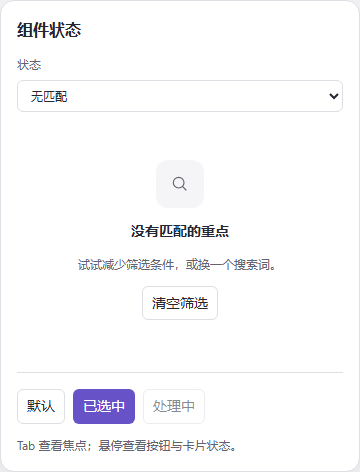 组件状态
状态
无匹配
没有匹配的重点
试试减少筛选条件，或换一个搜索词。
清空筛选
默认 已选中 处理中
Tab 查看焦点；悬停查看按钮与卡片状态。